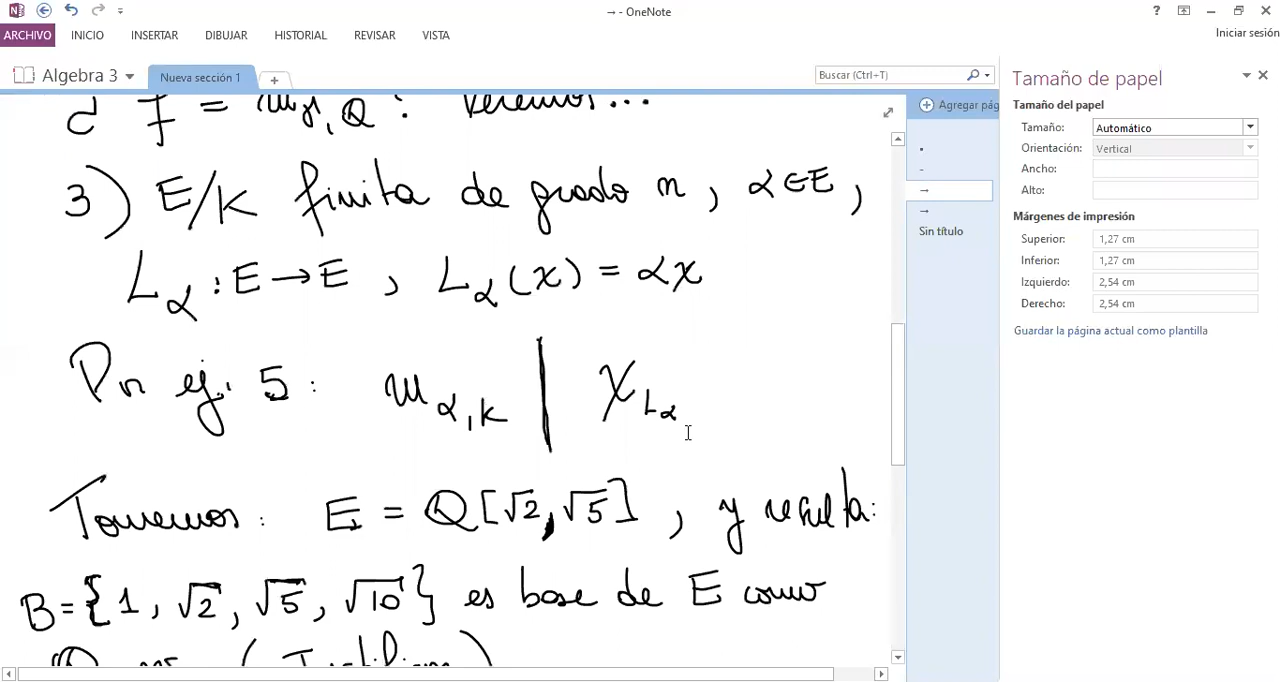 → - OneNote
ARCHIVO INICIO INSERTAR DIBUJAR HISTORIAL REVISAR VISTA
Iniciar sesión
Algebra 3
Nueva sección 1
Buscar (Ctrl+T)
Agregar pág
→
→
Sin título
Tamaño de papel
Tamaño del papel
Tamaño: Automático
Orientación: Vertical
Ancho:
Alto:
Márgenes de impresión
Superior: 1,27 cm
Inferior: 1,27 cm
Izquierdo: 2,54 cm
Derecho: 2,54 cm
Guardar la página actual como plantilla
Veremos...
3) E/K finita de grado n, α∈E,
L_α : E → E, L_α(x) = αx
Por ej. 5: m_α,K | χ_L_α
Tomemos: E = Q[√2, √5], y resulta:
B = {1, √2, √5, √10} es base de E como